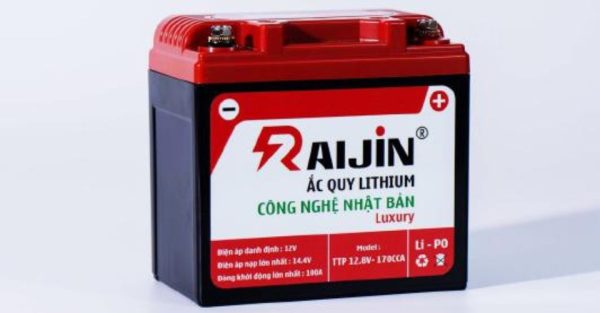 RAIJIN®
ẮC QUY LITHIUM
CÔNG NGHỆ NHẬT BẢN
Luxury
Điện áp danh định : 12V
Điện áp nạp lớn nhất : 14.4V
Dòng khởi động lớn nhất : 190A
Model :
TTP 12.8V- 170CCA
Li - PO